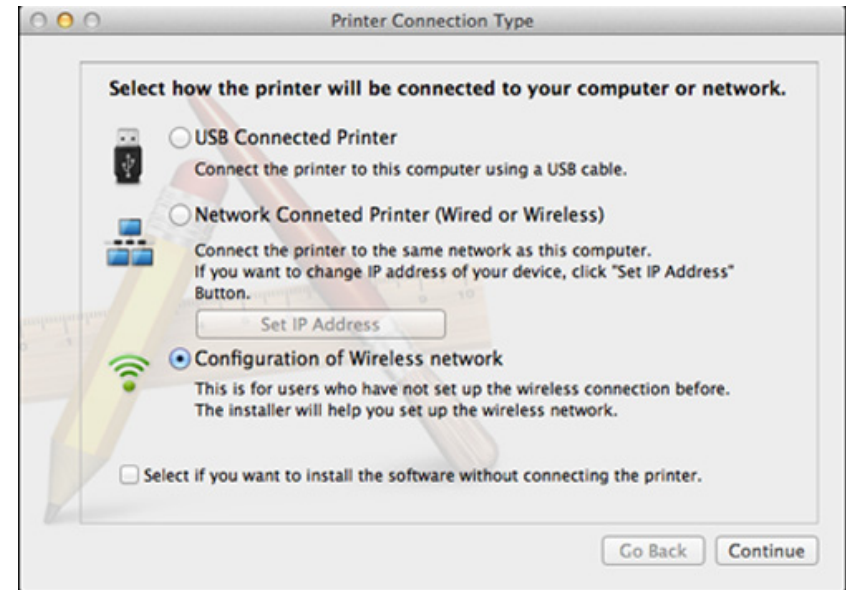 Printer Connection Type
Select how the printer will be connected to your computer or network.
USB Connected Printer
Connect the printer to this computer using a USB cable.
Network Conneted Printer (Wired or Wireless)
Connect the printer to the same network as this computer.
If you want to change IP address of your device, click "Set IP Address"
Button.
Set IP Address
Configuration of Wireless network
This is for users who have not set up the wireless connection before.
The installer will help you set up the wireless network.
Select if you want to install the software without connecting the printer.
Go Back Continue